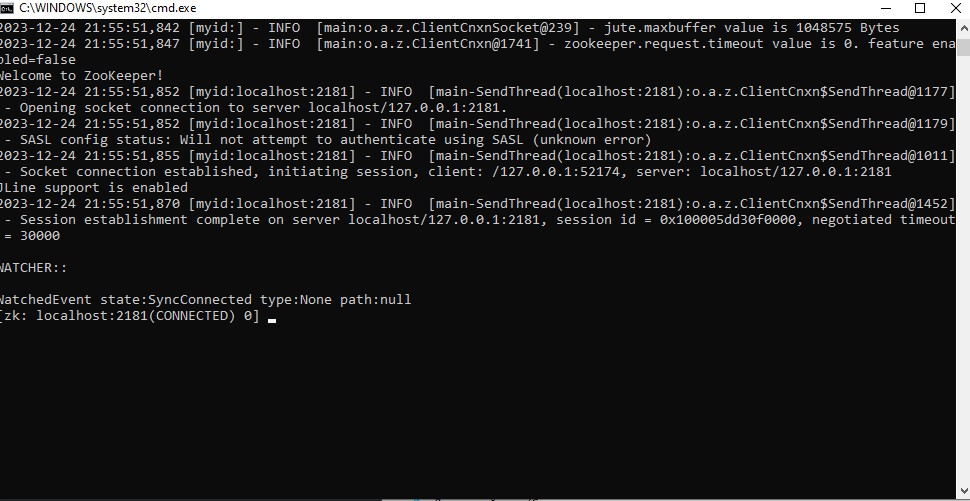 C:\WINDOWS\system32\cmd.exe
2023-12-24 21:55:51,842 [myid:] - INFO  [main:o.a.z.ClientCnxnSocket@239] - jute.maxbuffer value is 1048575 Bytes
2023-12-24 21:55:51,847 [myid:] - INFO  [main:o.a.z.ClientCnxn@1741] - zookeeper.request.timeout value is 0. feature ena
bled=false
Welcome to ZooKeeper!
2023-12-24 21:55:51,852 [myid:localhost:2181] - INFO  [main-SendThread(localhost:2181):o.a.z.ClientCnxn$SendThread@1177]
 - Opening socket connection to server localhost/127.0.0.1:2181.
2023-12-24 21:55:51,852 [myid:localhost:2181] - INFO  [main-SendThread(localhost:2181):o.a.z.ClientCnxn$SendThread@1179]
 - SASL config status: Will not attempt to authenticate using SASL (unknown error)
2023-12-24 21:55:51,855 [myid:localhost:2181] - INFO  [main-SendThread(localhost:2181):o.a.z.ClientCnxn$SendThread@1011]
 - Socket connection established, initiating session, client: /127.0.0.1:52174, server: localhost/127.0.0.1:2181
JLine support is enabled
2023-12-24 21:55:51,870 [myid:localhost:2181] - INFO  [main-SendThread(localhost:2181):o.a.z.ClientCnxn$SendThread@1452]
 - Session establishment complete on server localhost/127.0.0.1:2181, session id = 0x100005dd30f0000, negotiated timeout
 = 30000
WATCHER::
WatchedEvent state:SyncConnected type:None path:null
[zk: localhost:2181(CONNECTED) 0]